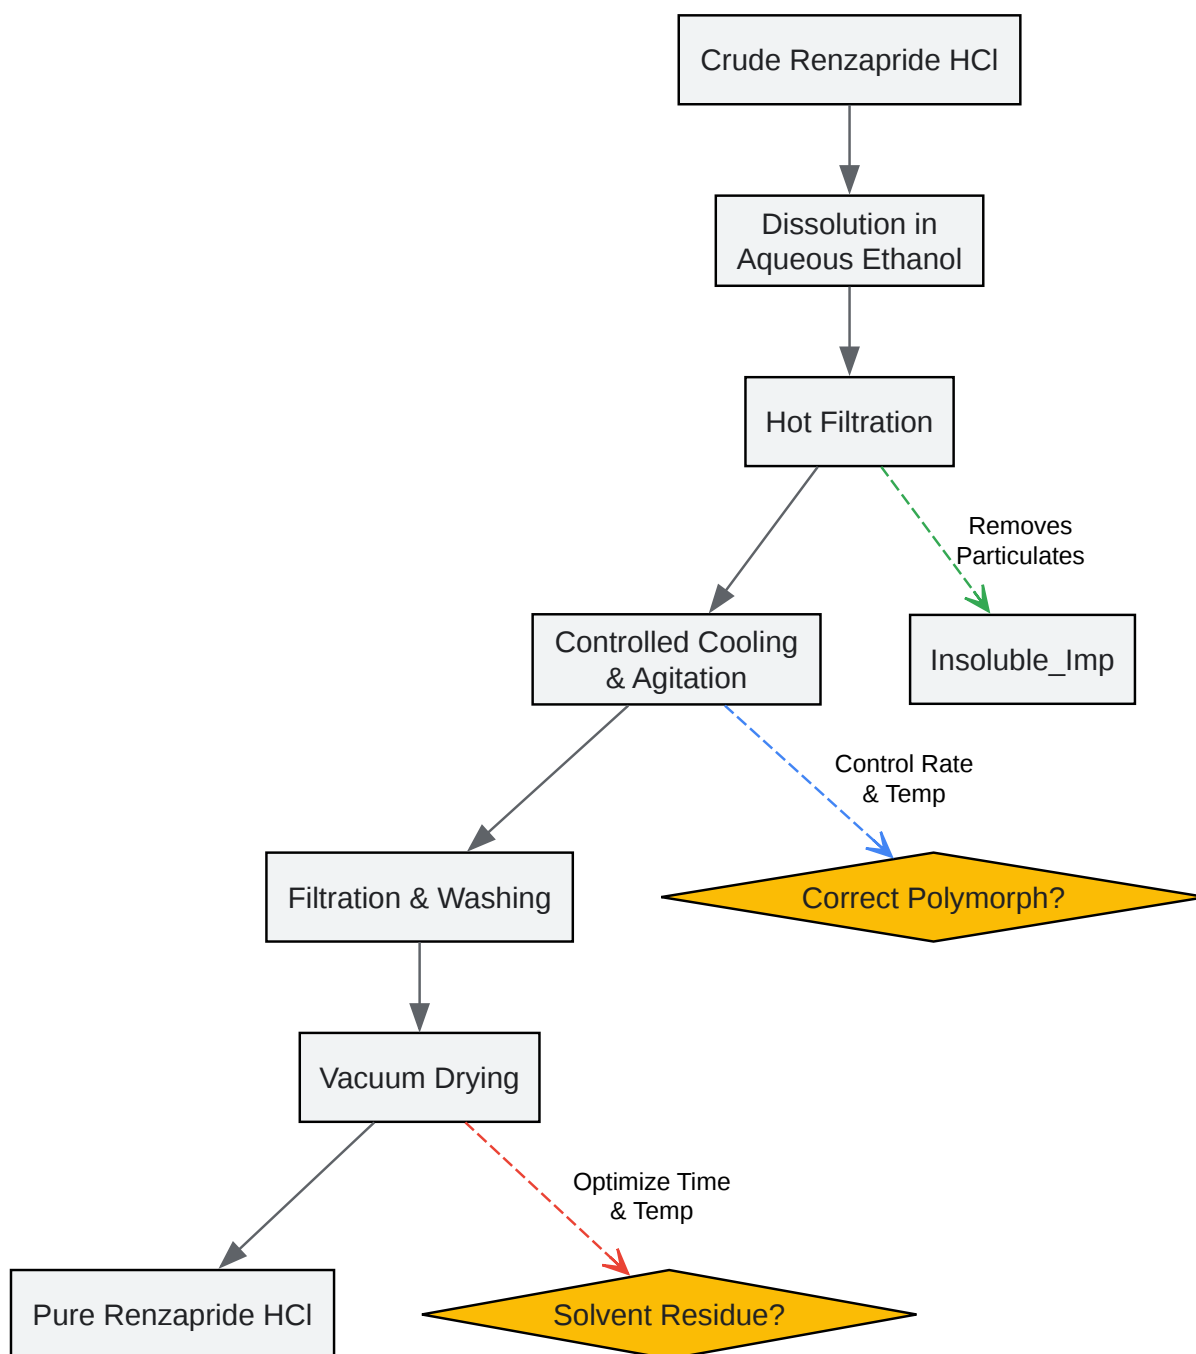 Crude Renzapride HCl
Dissolution in
Aqueous Ethanol
Hot Filtration
Removes
Particulates
Controlled Cooling
& Agitation
Insoluble_Imp
Control Rate
& Temp
Filtration & Washing
Correct Polymorph?
Vacuum Drying
Optimize Time
& Temp
Pure Renzapride HCl
Solvent Residue?